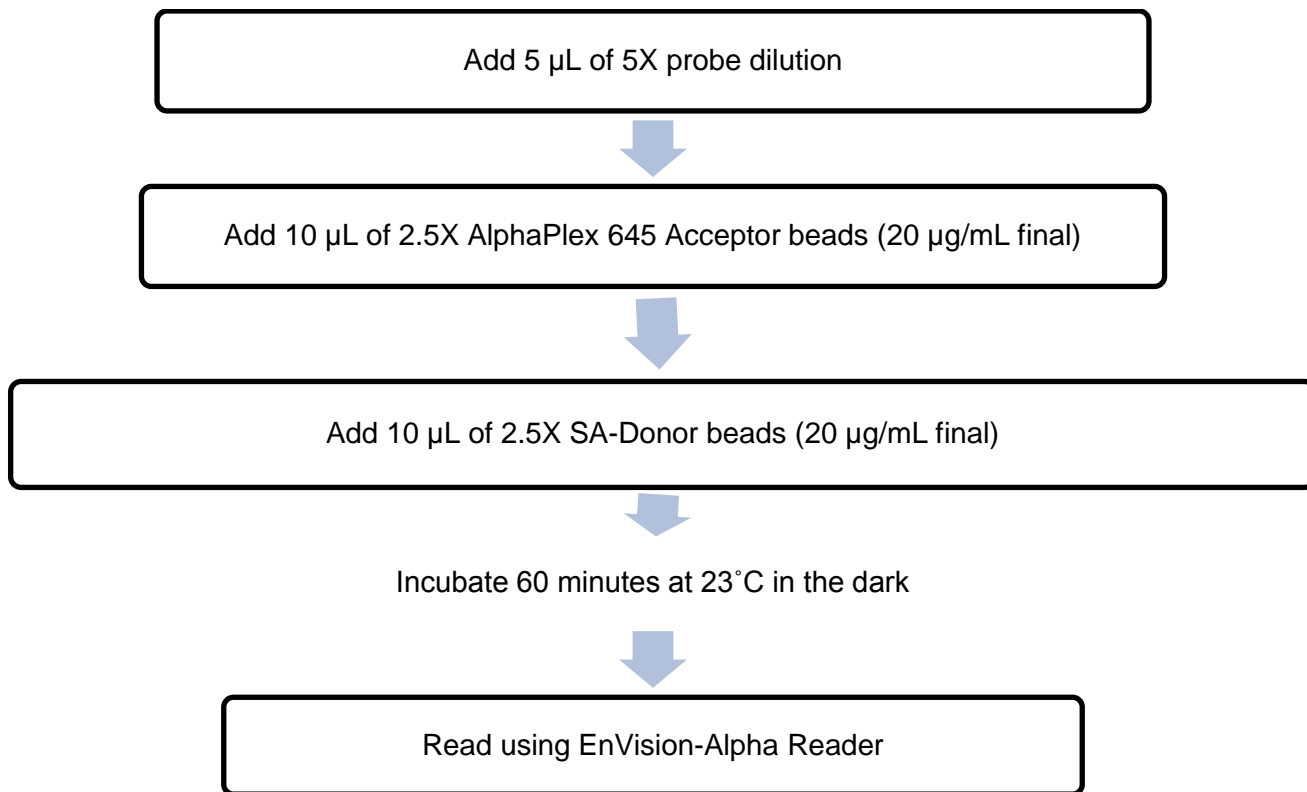 Add 5 µL of 5X probe dilution
Add 10 µL of 2.5X AlphaPlex 645 Acceptor beads (20 µg/mL final)
Add 10 µL of 2.5X SA-Donor beads (20 µg/mL final)
Incubate 60 minutes at 23˚C in the dark
Read using EnVision-Alpha Reader